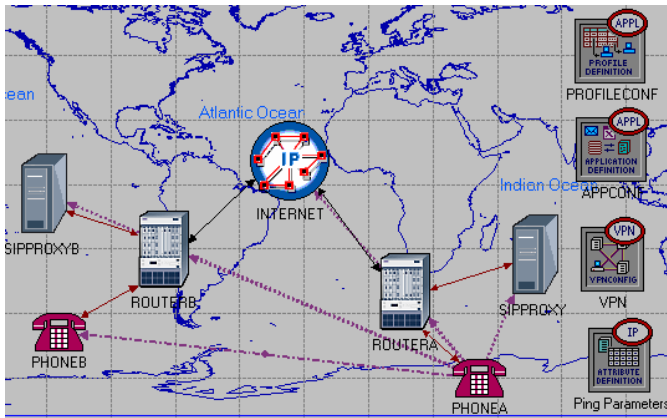 APPL
PROFILE
DEFINITION
PROFILECONF
cean
Atlantic Ocean
IP
INTERNET
APPL
APPLICATION
DEFINITION
APPCONF
Indian Ocean
SIPPROXYB
ROUTERB
VPN
VPNCONFIG
VPN
SIPPROXY
ROUTERA
PHONEB
IP
ATTRIBUTE
DEFINITION
Ping Parameters
PHONEA